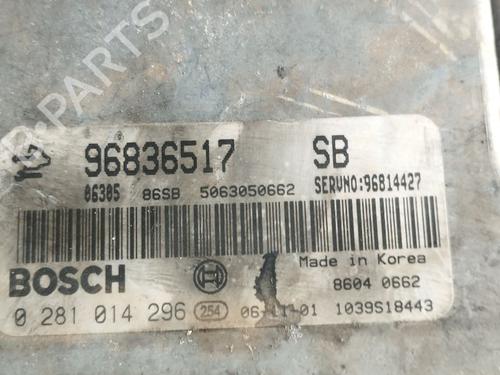 96836517 SB
06305 86SB 5063050662 SERVNO:96814427
Made in Korea
BOSCH
8604 0662
0 281 014 296 254 06-11-01 1039S18443